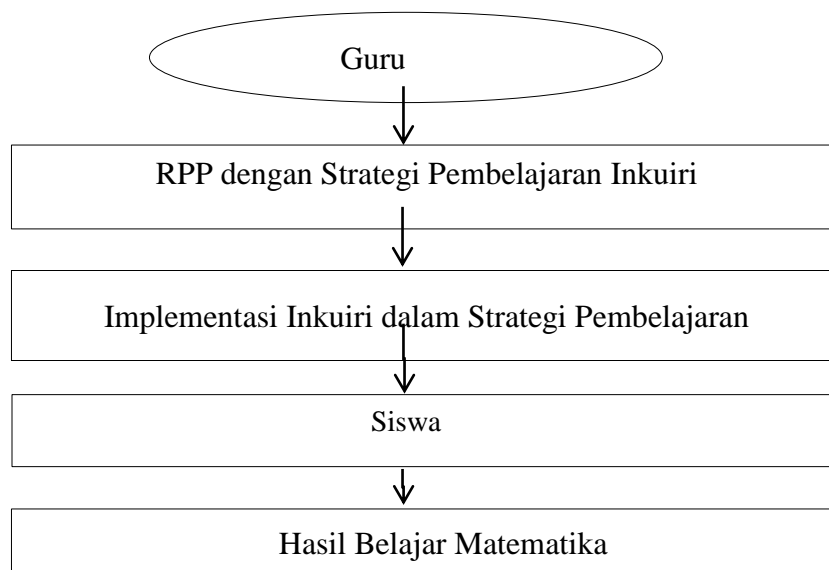 Guru
RPP dengan Strategi Pembelajaran Inkuiri
Implementasi Inkuiri dalam Strategi Pembelajaran
Siswa
Hasil Belajar Matematika